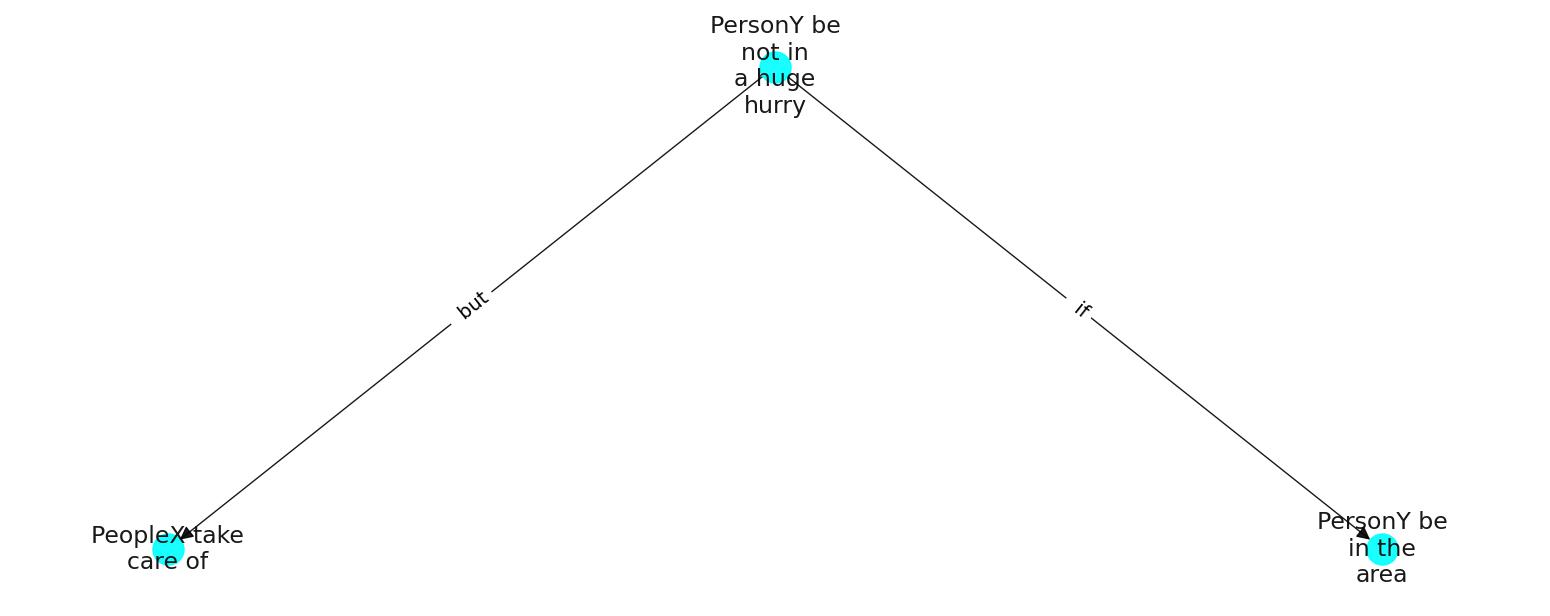 PersonY be
not in
a huge
hurry
but
if
PeopleX take
care of
PersonY be
in the
area